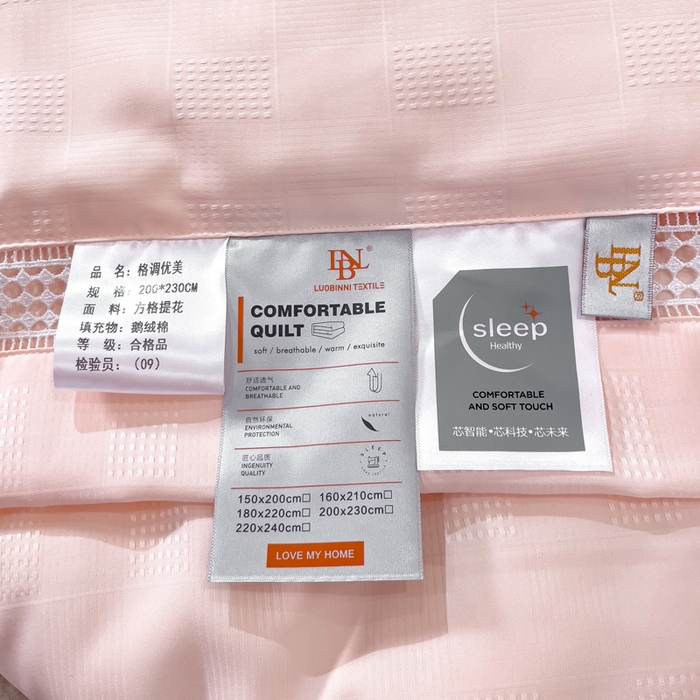 品 名：格调优美
规 格：200*230CM
面 料：方格提花
填充物：鹅绒棉
等 级：合格品
检验员：（09）
BNL®
LUOBINNI TEXTILE
COMFORTABLE
QUILT
soft / breathable / warm / exquisite
舒适透气
COMFORTABLE AND
BREATHABLE
自然环保
ENVIRONMENTAL
PROTECTION
natural
匠心品质
INGENUITY
QUALITY
SLEEP
150x200cm□ 160x210cm□
180x220cm□ 200x230cm□
220x240cm□
LOVE MY HOME
sleep
Healthy
COMFORTABLE
AND SOFT TOUCH
芯智能•芯科技•芯未来
BNL®